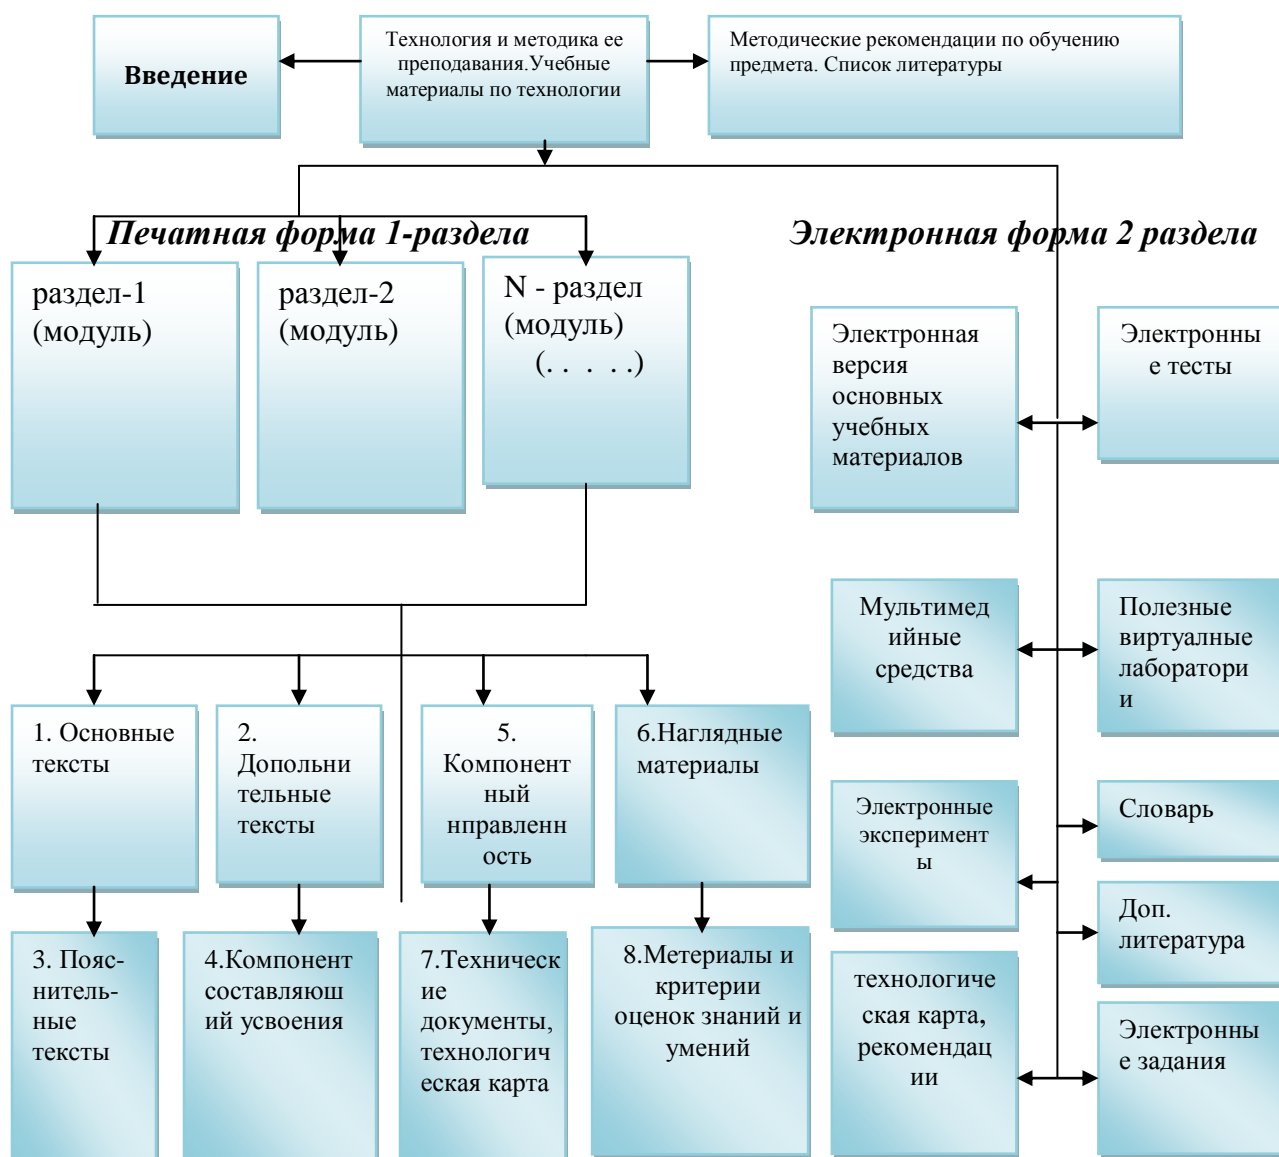 Введение
Технология и методика ее
преподавания.Учебные
материалы по технологии
Методические рекомендации по обучению
предмета. Список литературы
Печатная форма 1-раздела
Электронная форма 2 раздела
раздел-1
(модуль)
раздел-2
(модуль)
N - раздел
(модуль)
(. . . . .)
Электронная
версия
основных
учебных
материалов
Электронны
е тесты
Мультимед
ийные
средства
Полезные
виртуалные
лаборатори
и
1. Основные
тексты
2.
Допольни
тельные
тексты
5.
Компонент
ный
нправленн
ость
6.Наглядные
материалы
Электронные
эксперимент
ы
Словарь
Доп.
литература
3. Пояс-
нитель-
ные
тексты
4.Компонент
составляюш
ий усвоения
7.Техническ
ие
документы,
технологич
еская карта
8.Метериалы и
критерии
оценок знаний и
умений
технологиче
ская карта,
рекомендац
ии
Электронны
е задания